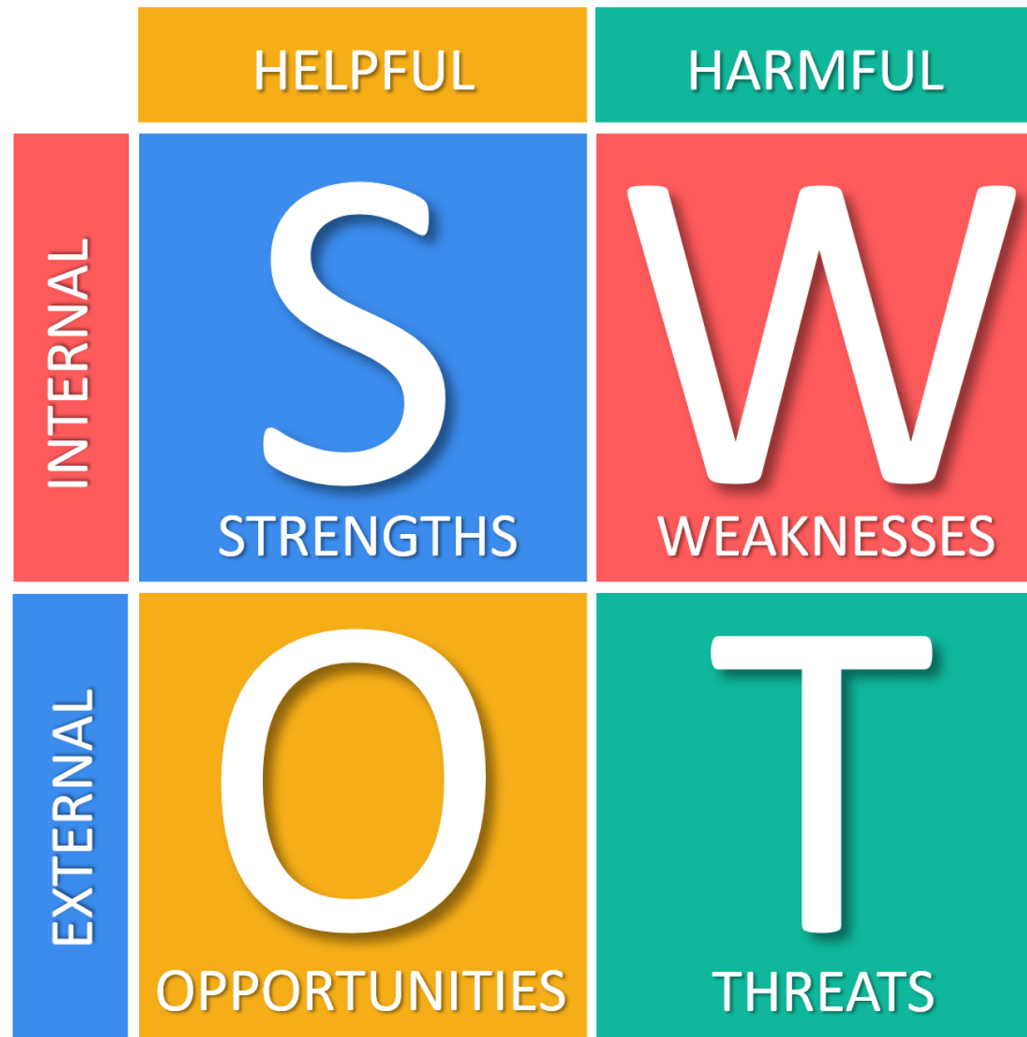 HELPFUL
HARMFUL
INTERNAL
S
STRENGTHS
W
WEAKNESSES
EXTERNAL
O
OPPORTUNITIES
T
THREATS